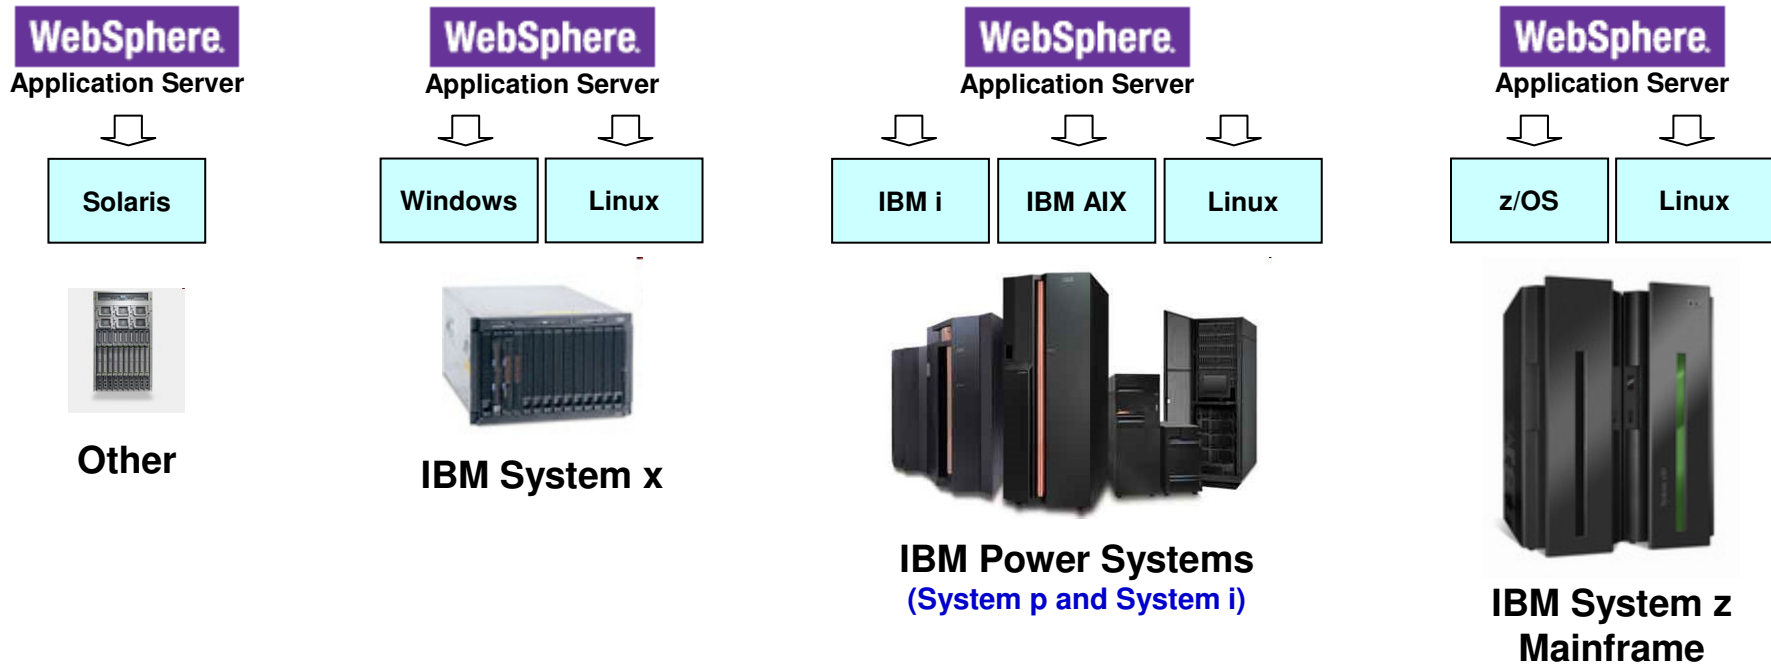 WebSphere.
Application Server
Solaris
Other
WebSphere.
Application Server
Windows
Linux
IBM System x
WebSphere.
Application Server
IBM i
IBM AIX
Linux
IBM Power Systems
(System p and System i)
WebSphere.
Application Server
z/OS
Linux
IBM System z
Mainframe